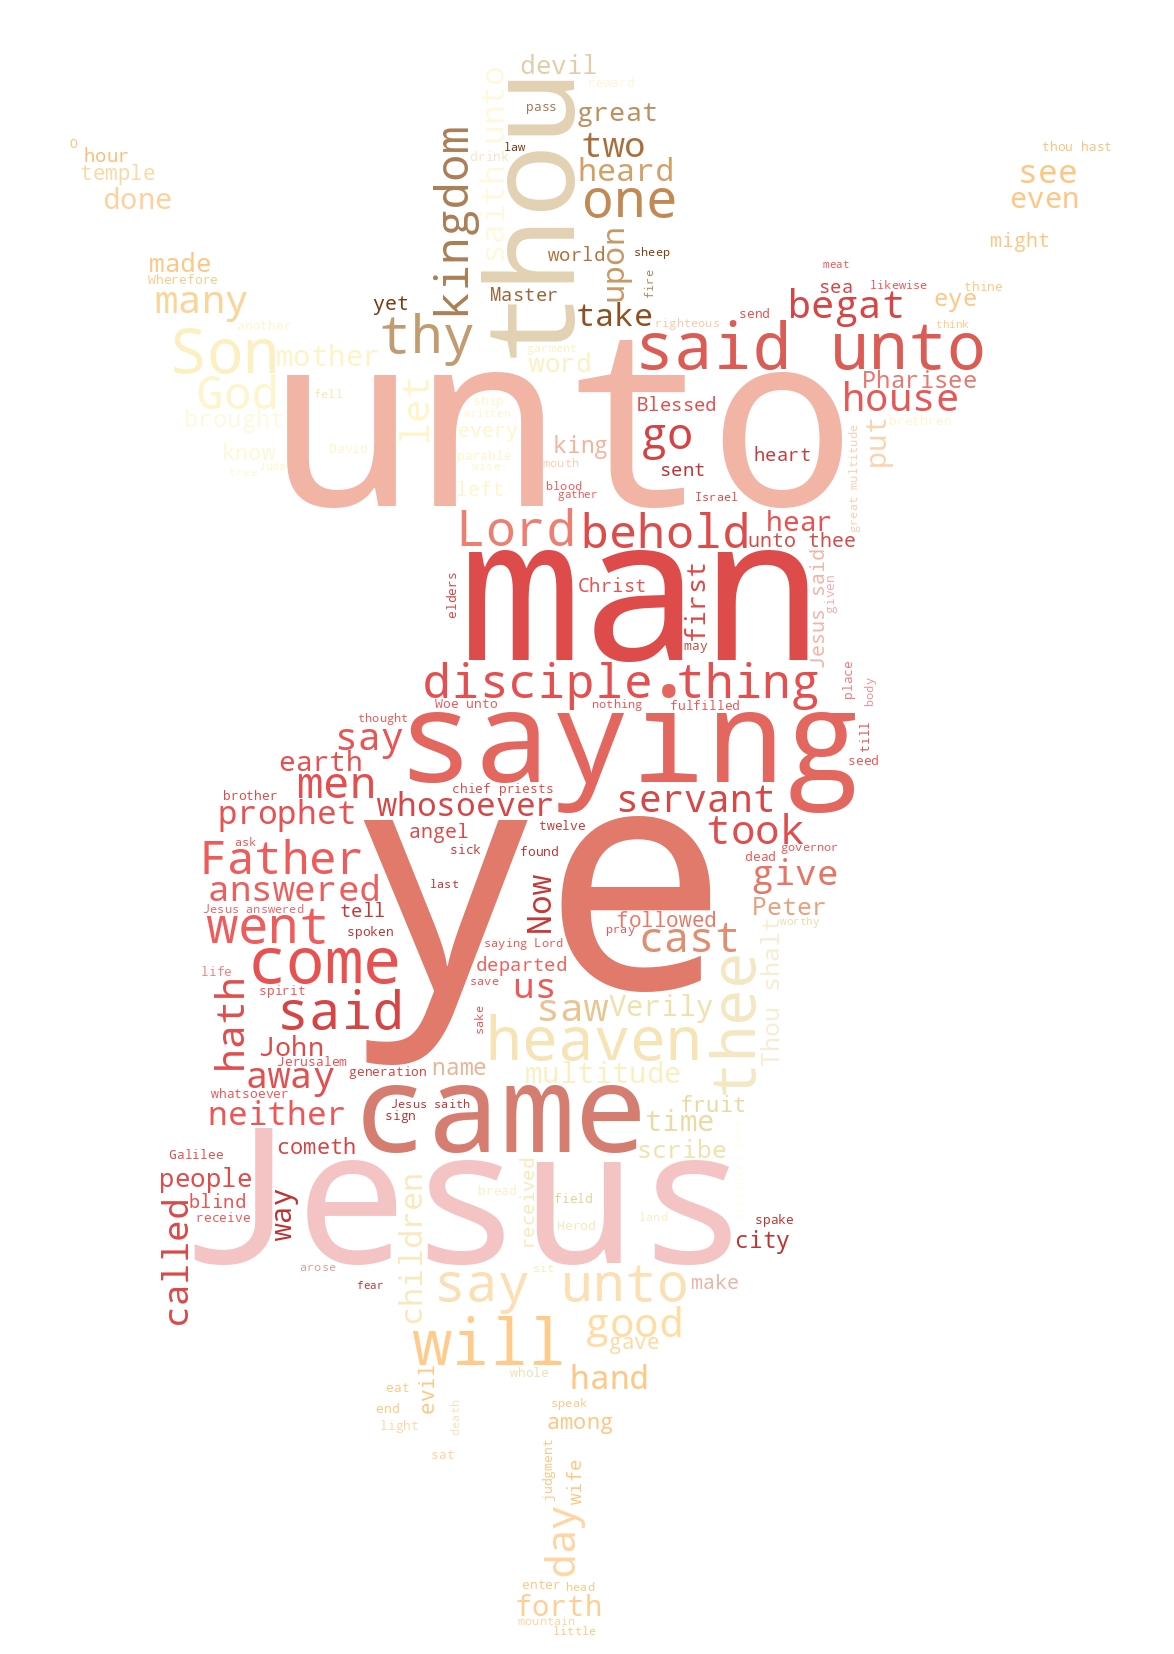 devil
reward
pass
great
thou
saith unto
kingdom
law
drink
two
heard
one
O
hour
temple
done
thou hast
see
even
might
made
Wherefore
many
another
Son
mother
God
brought
know
tree
fell
David
yet
thy
let
world
upon
sheep
fire
Master
take
garment
word
righteous
send
meat
sea
likewise
begat
eye
thine
think
said unto
Pharisee
house
put
brethren
great multitude
unto
ship
written
every
parable
wise
left
king
mouth
Blessed
go
sent
heart
blood
gather
Israel
Lord
behold
hear
unto thee
man
Christ
first
may
elders
Jesus said
given
disciple
thing
place
body
Woe unto
nothing
fulfilled
thought
say
saying
till
seed
earth
men
chief priests
brother
prophet
whosoever
servant
took
angel
twelve
ask
sick
found
dead
governor
Father
ye
last
give
answered
Now
Jesus answered
tell
followed
Peter
went
spoken
pray
cast
worthy
saying Lord
come
departed
life
save
us
spirit
hath
said
sake
saw
Verily
thee
Thou shalt
heaven
John
Jerusalem
away
generation
name
multitude
whatsoever
Jesus saith
sign
came
fruit
neither
time
cometh
scribe
Galilee
people
Jesus
blind
receive
way
called
children
bread
received
field
Herod
land
spake
city
arose
fear
sit
say unto
make
good
gave
will
whole
hand
eat
evil
end
light
death
speak
among
sat
judgment
wife
day
enter
head
forth
mountain
little